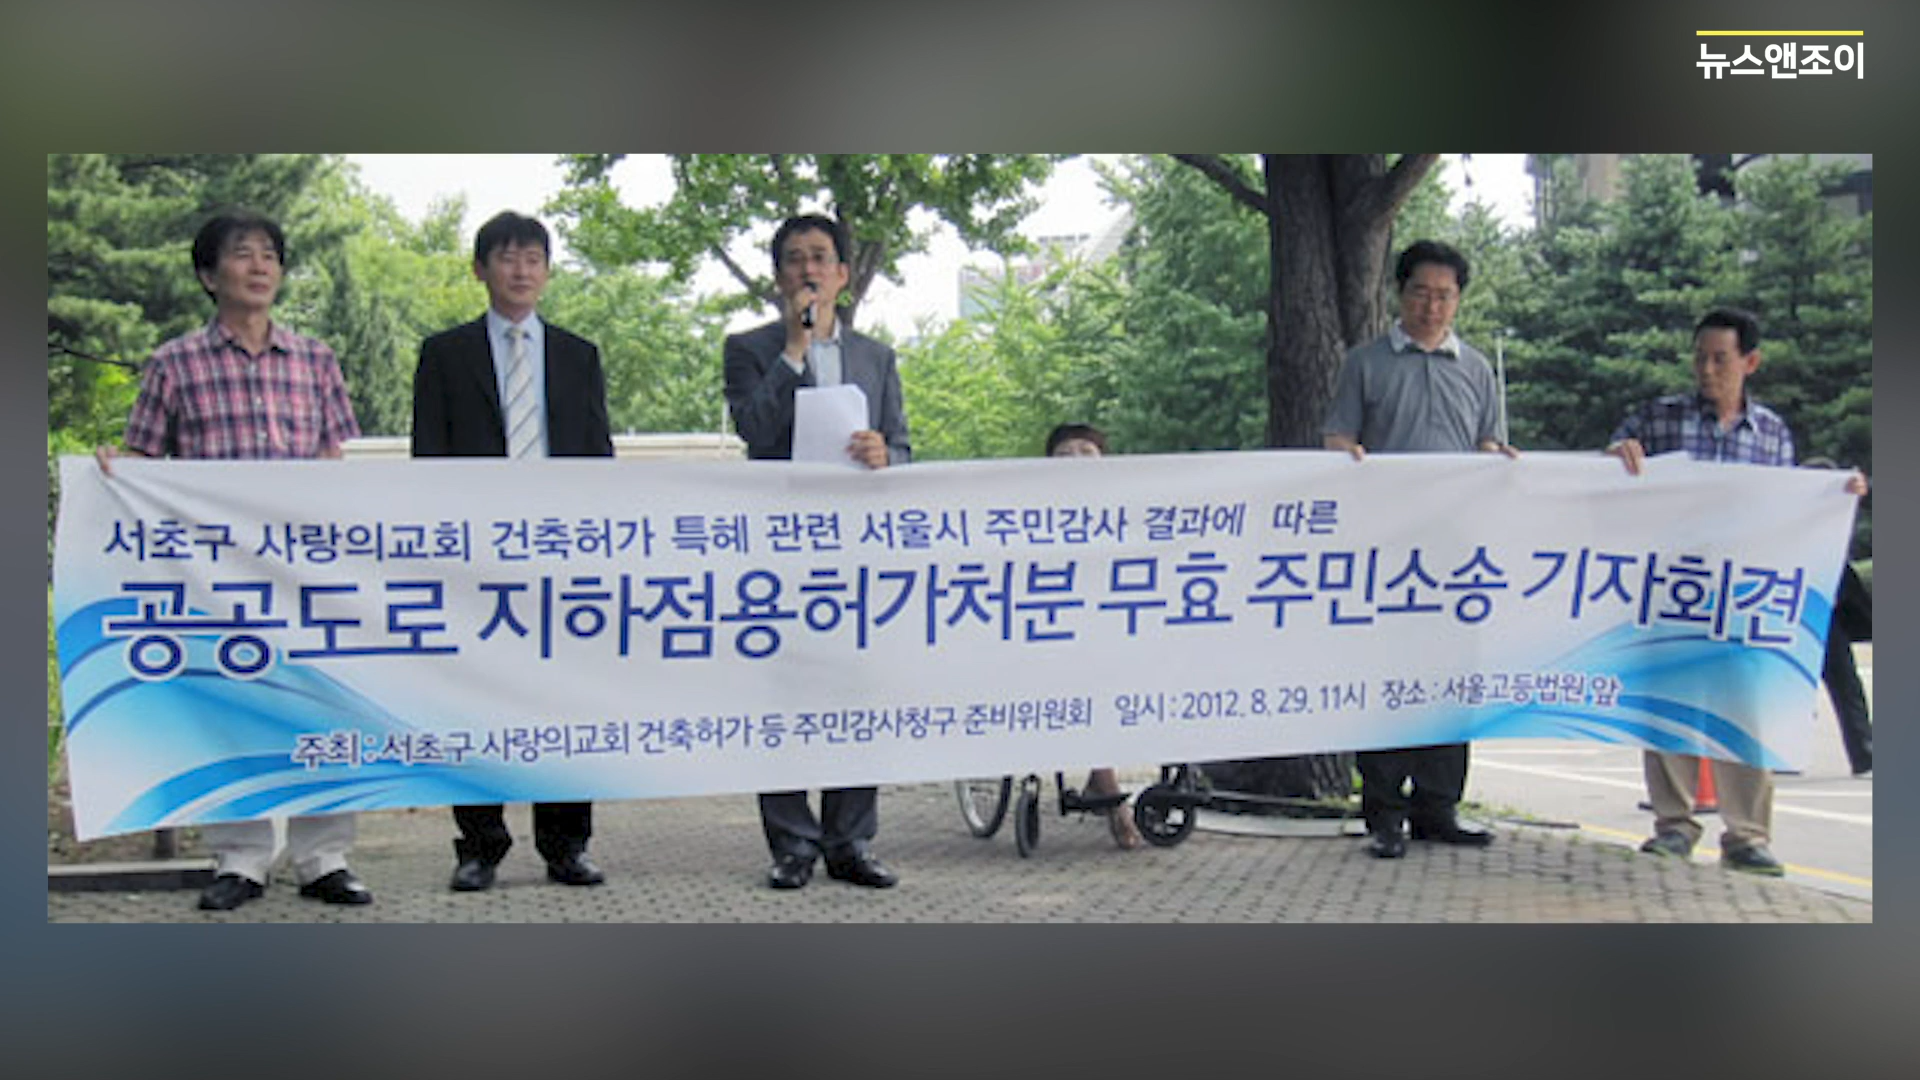 뉴스앤조이
서초구 사랑의교회 건축허가 특혜 관련 서울시 주민감사 결과에 따른
공공도로 지하점용허가처분 무효 주민소송 기자회견
주최 : 서초구 사랑의교회 건축허가 등 주민감사청구 준비위원회 일시 : 2012. 8. 29. 11시 장소 : 서울고등법원 앞